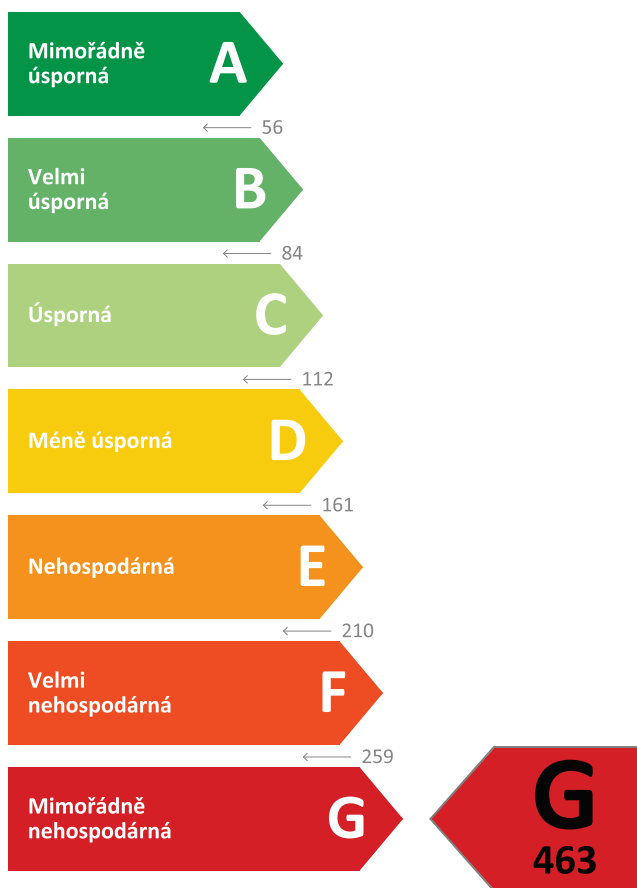 Mimořádně
úsporná
A
56
Velmi
úsporná
B
84
Úsporná
C
112
Méně úsporná
D
161
Nehospodárná
E
210
Velmi
nehospodárná
F
259
Mimořádně
nehospodárná
G
G
463